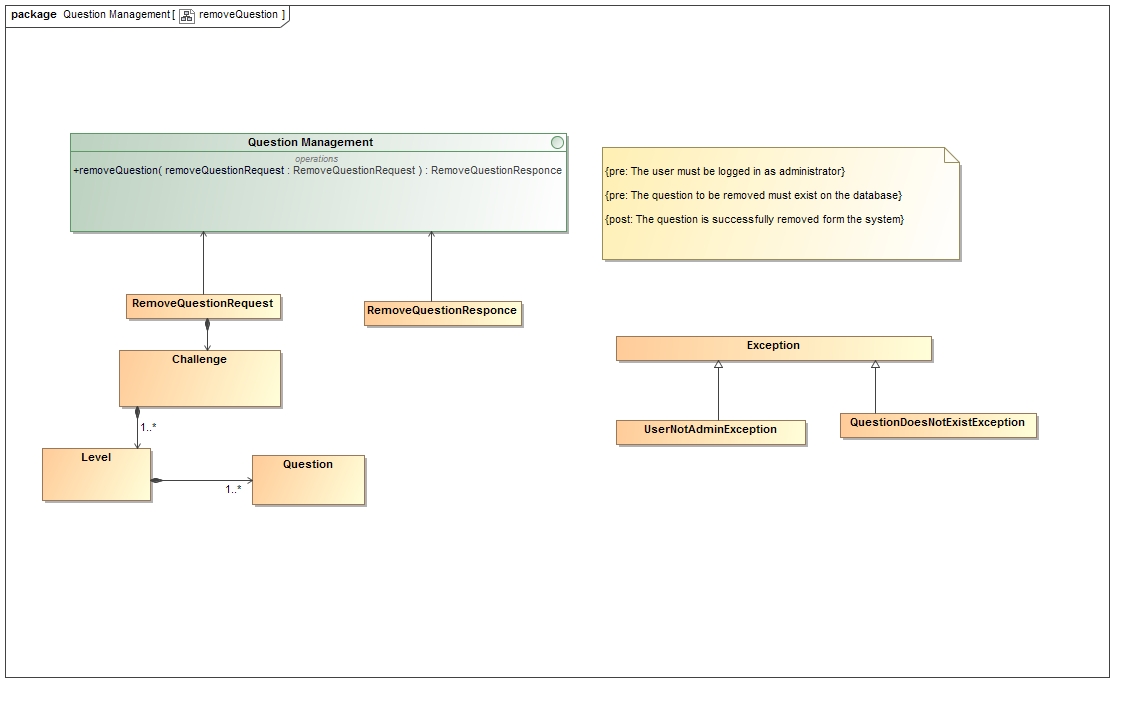 package Question Management [ removeQuestion ]
Question Management
operations
+removeQuestion( removeQuestionRequest : RemoveQuestionRequest ) : RemoveQuestionResponce
{pre: The user must be logged in as administrator}
{pre: The question to be removed must exist on the database}
{post: The question is successfully removed form the system}
RemoveQuestionRequest
RemoveQuestionResponce
Exception
Challenge
UserNotAdminException
QuestionDoesNotExistException
1..*
Level
Question
1..*